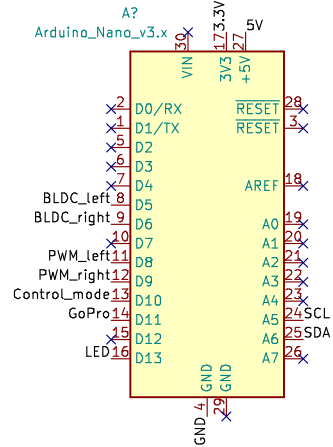 A?
Arduino_Nano_v3.x
30 VIN
17 3V3 3.3V
27 +5V 5V
2 D0/RX RESET 28
1 D1/TX RESET 3
5 D2
6 D3
7 D4 AREF 18
BLDC_left 8 D5
BLDC_right 9 D6 A0 19
10 D7 A1 20
PWM_left 11 D8 A2 21
PWM_right 12 D9 A3 22
Control_mode 13 D10 A4 23
GoPro 14 D11 A5 24 SCL
15 D12 A6 25 SDA
LED 16 D13 A7 26
GND 4 GND
GND 29